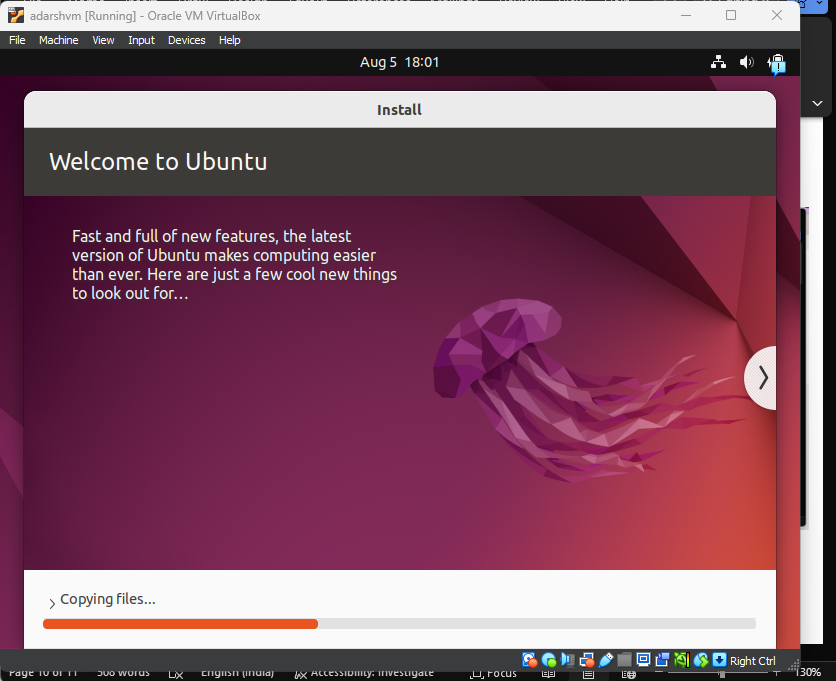 adarshvm [Running] - Oracle VM VirtualBox
File Machine View Input Devices Help
Aug 5 18:01
Install
Welcome to Ubuntu
Fast and full of new features, the latest
version of Ubuntu makes computing easier
than ever. Here are just a few cool new things
to look out for…
Copying files...
Right Ctrl
Page 10 of 11 508 words English (India) Accessibility: Investigate Focus 130%